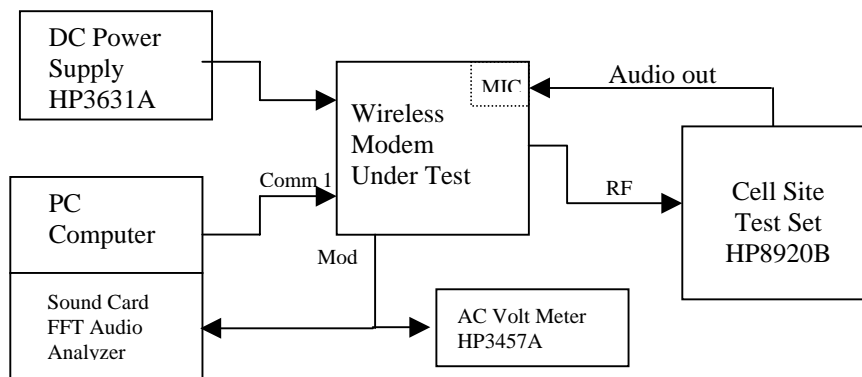 DC Power
Supply
HP3631A
Wireless
Modem
Under Test
MIC
Audio out
Cell Site
Test Set
HP8920B
RF
Comm 1
PC
Computer
Mod
Sound Card
FFT Audio
Analyzer
AC Volt Meter
HP3457A